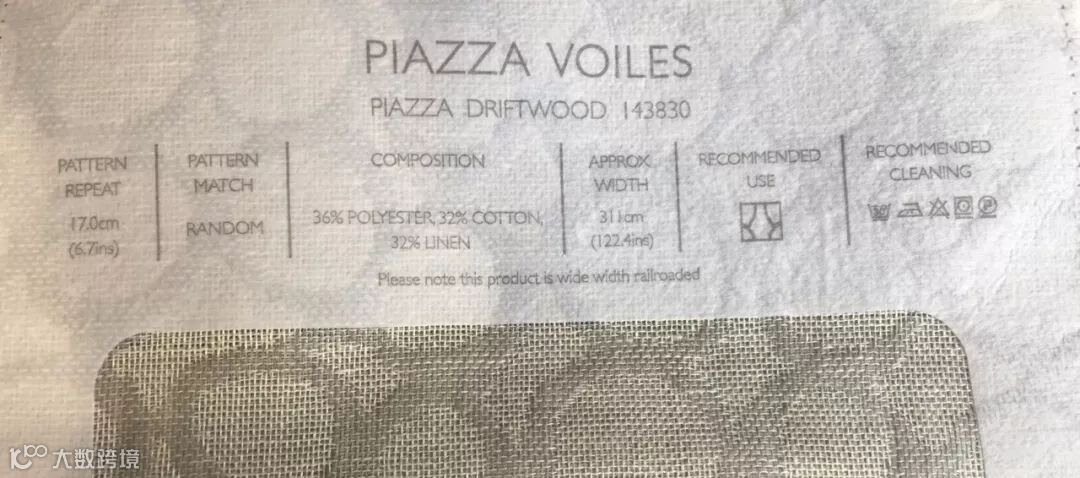 PIAZZA VOILES
PIAZZA DRIFTWOOD 143830
PATTERN
REPEAT
17.0cm
(6.7ins)
PATTERN
MATCH
RANDOM
COMPOSITION
36% POLYESTER, 32% COTTON,
32% LINEN
APPROX
WIDTH
311cm
(122.4ins)
RECOMMENDED
USE
RECOMMENDED
CLEANING
Please note this product is wide width railroaded
大数跨境